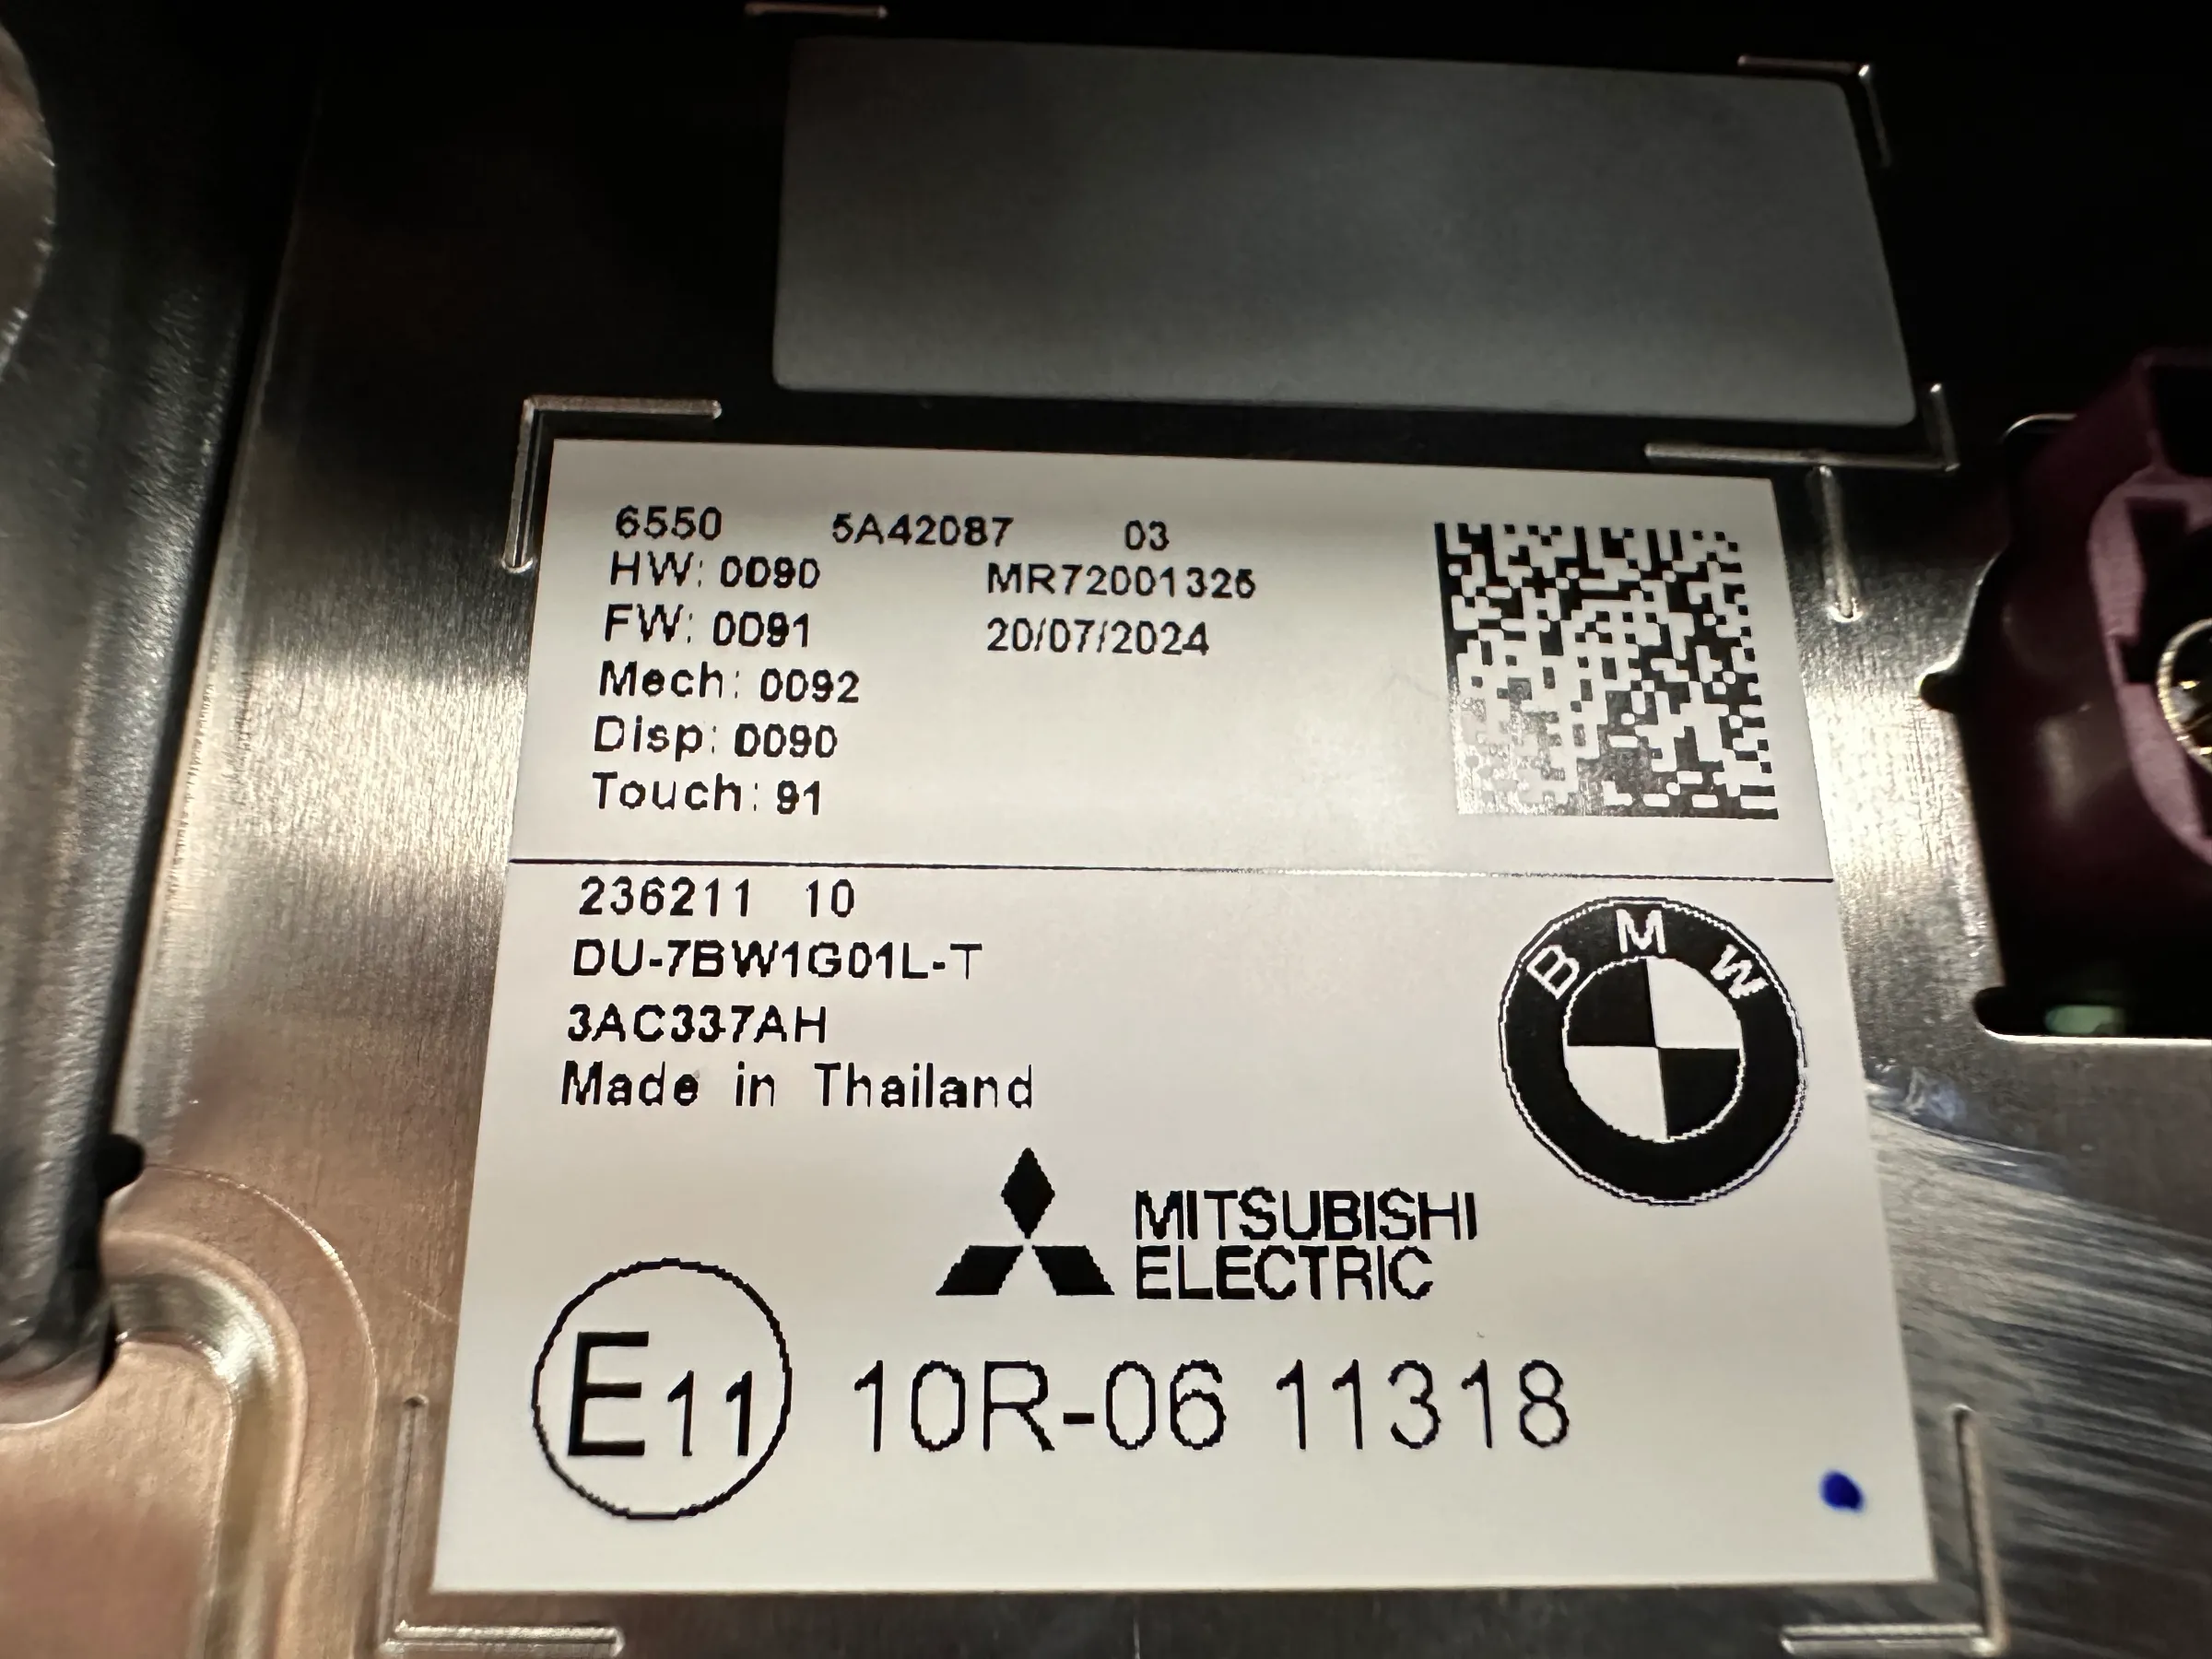 6550 5A42087 03
HW: 0090 MR72001326
FW: 0091 20/07/2024
Mech: 0092
Disp: 0090
Touch: 91
236211 10
DU-7BW1G01L-T
3AC337AH
Made in Thailand
BMW
MITSUBISHI
ELECTRIC
E11 10R-06 11318